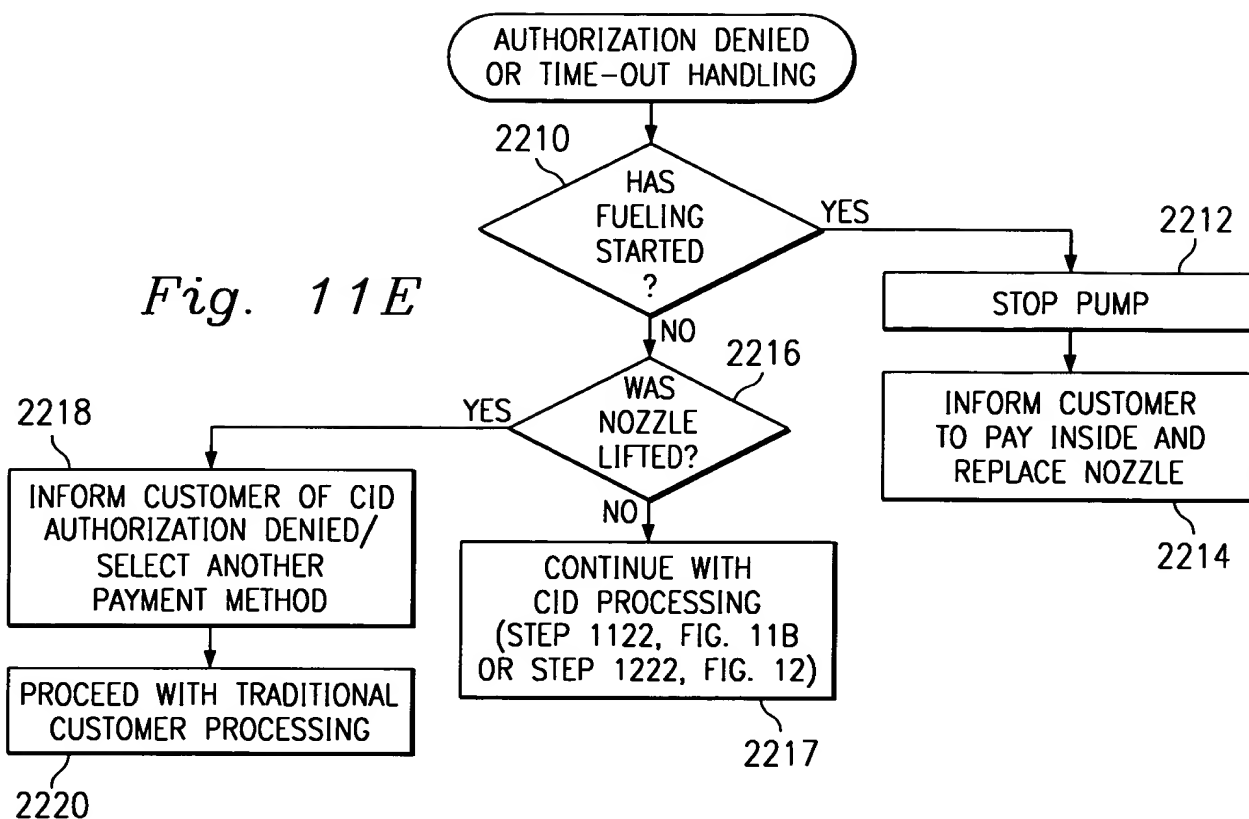 AUTHORIZATION DENIED
OR TIME-OUT HANDLING
2210
HAS
FUELING
STARTED
?
YES
2212
STOP PUMP
Fig. 11E
NO
2216
WAS
NOZZLE
LIFTED?
YES
INFORM CUSTOMER
TO PAY INSIDE AND
REPLACE NOZZLE
2214
2218
INFORM CUSTOMER OF CID
AUTHORIZATION DENIED/
SELECT ANOTHER
PAYMENT METHOD
NO
CONTINUE WITH
CID PROCESSING
(STEP 1122, FIG. 11B
OR STEP 1222, FIG. 12)
2217
PROCEED WITH TRADITIONAL
CUSTOMER PROCESSING
2220